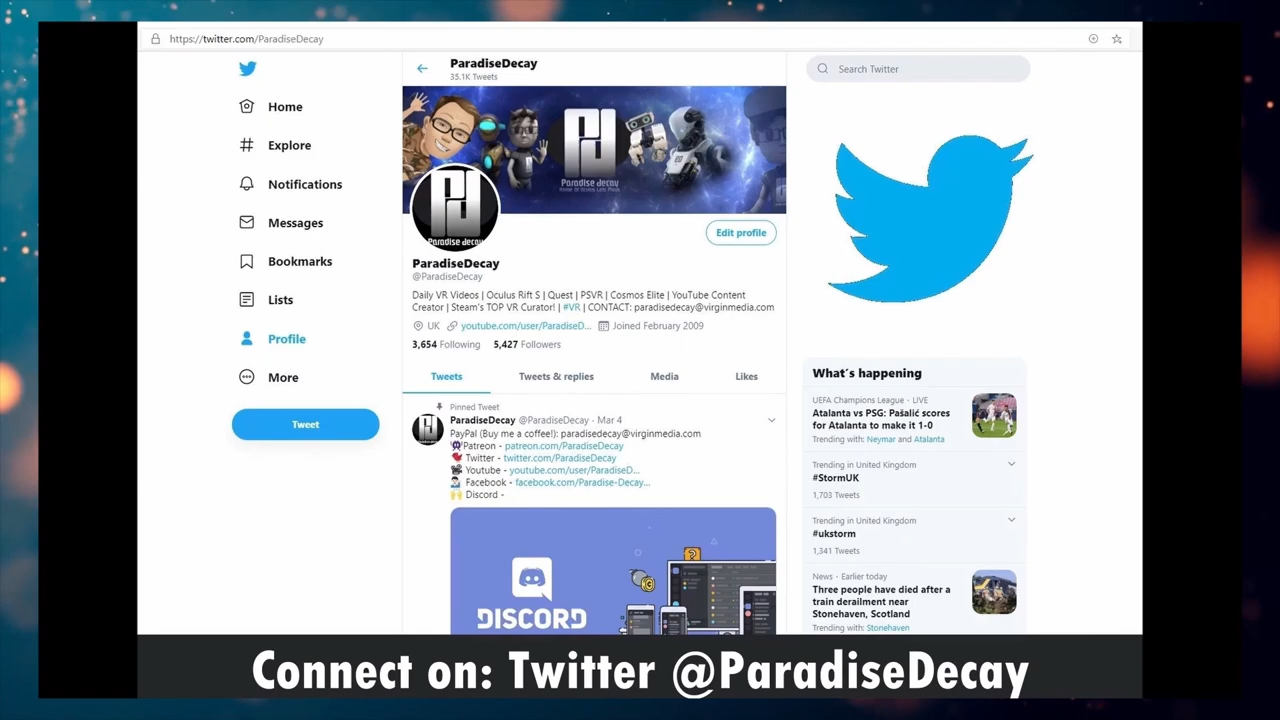 https://twitter.com/ParadiseDecay
Home
Explore
Notifications
Messages
Bookmarks
Lists
Profile
More
Tweet
ParadiseDecay
35.1K Tweets
PD
Paradise decay
PD
Paradise decay
Edit profile
ParadiseDecay
@ParadiseDecay
Daily VR Videos | Oculus Rift S | Quest | PSVR | Cosmos Elite | YouTube Content
Creator | Steam's TOP VR Curator! | #VR | CONTACT: paradisedecay@virginmedia.com
UK youtube.com/user/ParadiseD... Joined February 2009
3,654 Following 5,427 Followers
Tweets Tweets & replies Media Likes
Pinned Tweet
ParadiseDecay @ParadiseDecay · Mar 4
PayPal (Buy me a coffee!): paradisedecay@virginmedia.com
Patreon - patreon.com/ParadiseDecay
Twitter - twitter.com/ParadiseDecay
Youtube - youtube.com/user/ParadiseD...
Facebook - facebook.com/Paradise-Decay...
Discord -
DISCORD
Search Twitter
What's happening
UEFA Champions League · LIVE
Atalanta vs PSG: Pašalić scores
for Atalanta to make it 1-0
Trending with: Neymar and Atalanta
Trending in United Kingdom
#StormUK
1,703 Tweets
Trending in United Kingdom
#ukstorm
1,341 Tweets
News · Earlier today
Three people have died after a
train derailment near
Stonehaven, Scotland
Trending with: Stonehaven
Connect on: Twitter @ParadiseDecay